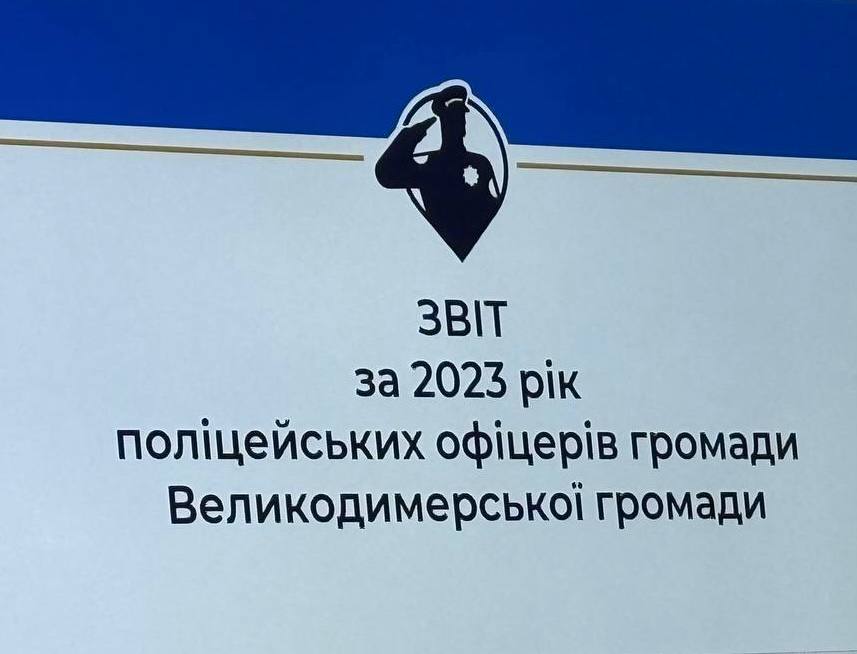 ЗВІТ
за 2023 рік
поліцейських офіцерів громади
Великодимерської громади